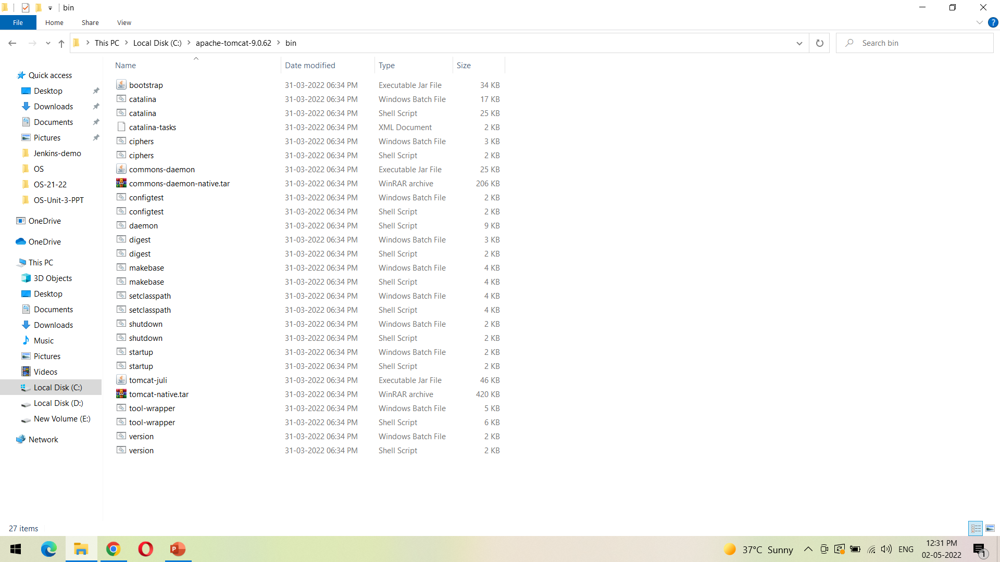 bin
File Home Share View
This PC Local Disk (C:) apache-tomcat-9.0.62 bin Search bin
Name Date modified Type Size
Quick access
Desktop
Downloads
Documents
Pictures
Jenkins-demo
OS
OS-21-22
OS-Unit-3-PPT
OneDrive
OneDrive
This PC
3D Objects
Desktop
Documents
Downloads
Music
Pictures
Videos
Local Disk (C:)
Local Disk (D:)
New Volume (E:)
Network
bootstrap 31-03-2022 06:34 PM Executable Jar File 34 KB
catalina 31-03-2022 06:34 PM Windows Batch File 17 KB
catalina 31-03-2022 06:34 PM Shell Script 25 KB
catalina-tasks 31-03-2022 06:34 PM XML Document 2 KB
ciphers 31-03-2022 06:34 PM Windows Batch File 3 KB
ciphers 31-03-2022 06:34 PM Shell Script 2 KB
commons-daemon 31-03-2022 06:34 PM Executable Jar File 25 KB
commons-daemon-native.tar 31-03-2022 06:34 PM WinRAR archive 206 KB
configtest 31-03-2022 06:34 PM Windows Batch File 2 KB
configtest 31-03-2022 06:34 PM Shell Script 2 KB
daemon 31-03-2022 06:34 PM Shell Script 9 KB
digest 31-03-2022 06:34 PM Windows Batch File 3 KB
digest 31-03-2022 06:34 PM Shell Script 2 KB
makebase 31-03-2022 06:34 PM Windows Batch File 4 KB
makebase 31-03-2022 06:34 PM Shell Script 4 KB
setclasspath 31-03-2022 06:34 PM Windows Batch File 4 KB
setclasspath 31-03-2022 06:34 PM Shell Script 4 KB
shutdown 31-03-2022 06:34 PM Windows Batch File 2 KB
shutdown 31-03-2022 06:34 PM Shell Script 2 KB
startup 31-03-2022 06:34 PM Windows Batch File 2 KB
startup 31-03-2022 06:34 PM Shell Script 2 KB
tomcat-juli 31-03-2022 06:34 PM Executable Jar File 46 KB
tomcat-native.tar 31-03-2022 06:34 PM WinRAR archive 420 KB
tool-wrapper 31-03-2022 06:34 PM Windows Batch File 5 KB
tool-wrapper 31-03-2022 06:34 PM Shell Script 6 KB
version 31-03-2022 06:34 PM Windows Batch File 2 KB
version 31-03-2022 06:34 PM Shell Script 2 KB
27 items
37°C Sunny ENG 12:31 PM
02-05-2022
1